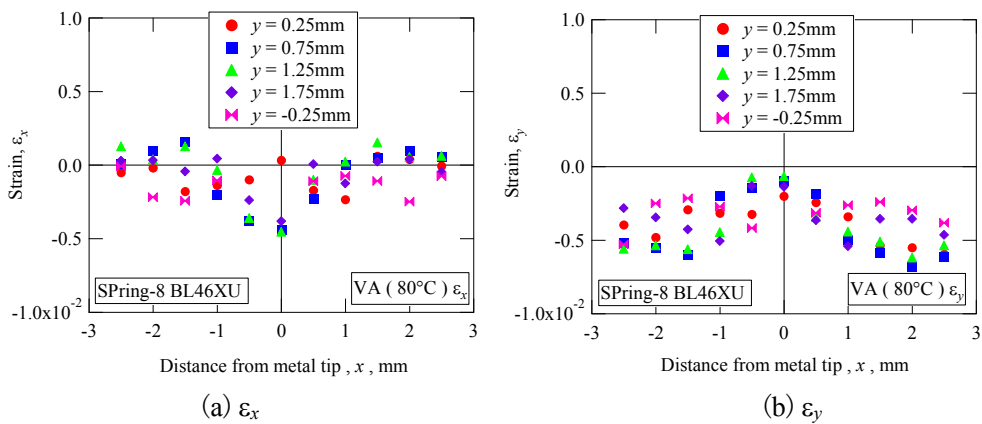 1.0
0.5
0.0
-0.5
-1.0x10⁻²
Strain, εx
y = 0.25mm
y = 0.75mm
y = 1.25mm
y = 1.75mm
y = -0.25mm
SPring-8 BL46XU
VA ( 80°C ) εx
-3 -2 -1 0 1 2 3
Distance from metal tip , x , mm
(a) εx
1.0
0.5
0.0
-0.5
-1.0x10⁻²
Strain, εy
y = 0.25mm
y = 0.75mm
y = 1.25mm
y = 1.75mm
y = -0.25mm
SPring-8 BL46XU
VA ( 80°C ) εy
-3 -2 -1 0 1 2 3
Distance from metal tip , x , mm
(b) εy